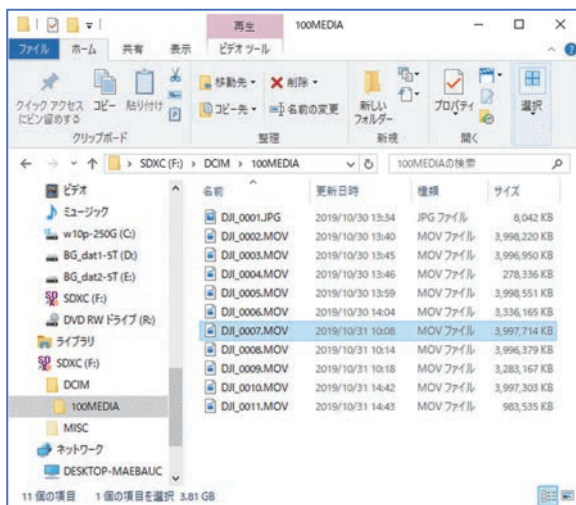 再生 100MEDIA
ファイル ホーム 共有 表示 ビデオ ツール
クイック アクセスにピン留めする
コピー 貼り付け
クリップボード
移動先 削除
コピー先 名前の変更
整理
新しいフォルダー
新規
プロパティ
開く
選択
SDXC (F:) > DCIM > 100MEDIA 100MEDIAの検索
ビデオ
ミュージック
w10p-250G (C:)
BG_dat1-5T (D:)
BG_dat2-5T (E:)
SDXC (F:)
DVD RW ドライブ (R:)
ライブラリ
SDXC (F:)
DCIM
100MEDIA
MISC
ネットワーク
DESKTOP-MAEBAUC
名前 更新日時 種類 サイズ
DJI_0001.JPG 2019/10/30 13:34 JPG ファイル 8,042 KB
DJI_0002.MOV 2019/10/30 13:40 MOV ファイル 3,998,220 KB
DJI_0003.MOV 2019/10/30 13:45 MOV ファイル 3,996,950 KB
DJI_0004.MOV 2019/10/30 13:46 MOV ファイル 278,336 KB
DJI_0005.MOV 2019/10/30 13:59 MOV ファイル 3,998,551 KB
DJI_0006.MOV 2019/10/30 14:04 MOV ファイル 3,336,165 KB
DJI_0007.MOV 2019/10/31 10:08 MOV ファイル 3,997,714 KB
DJI_0008.MOV 2019/10/31 10:14 MOV ファイル 3,996,379 KB
DJI_0009.MOV 2019/10/31 10:18 MOV ファイル 3,283,167 KB
DJI_0010.MOV 2019/10/31 14:42 MOV ファイル 3,997,303 KB
DJI_0011.MOV 2019/10/31 14:43 MOV ファイル 983,535 KB
11 個の項目 1 個の項目を選択 3.81 GB